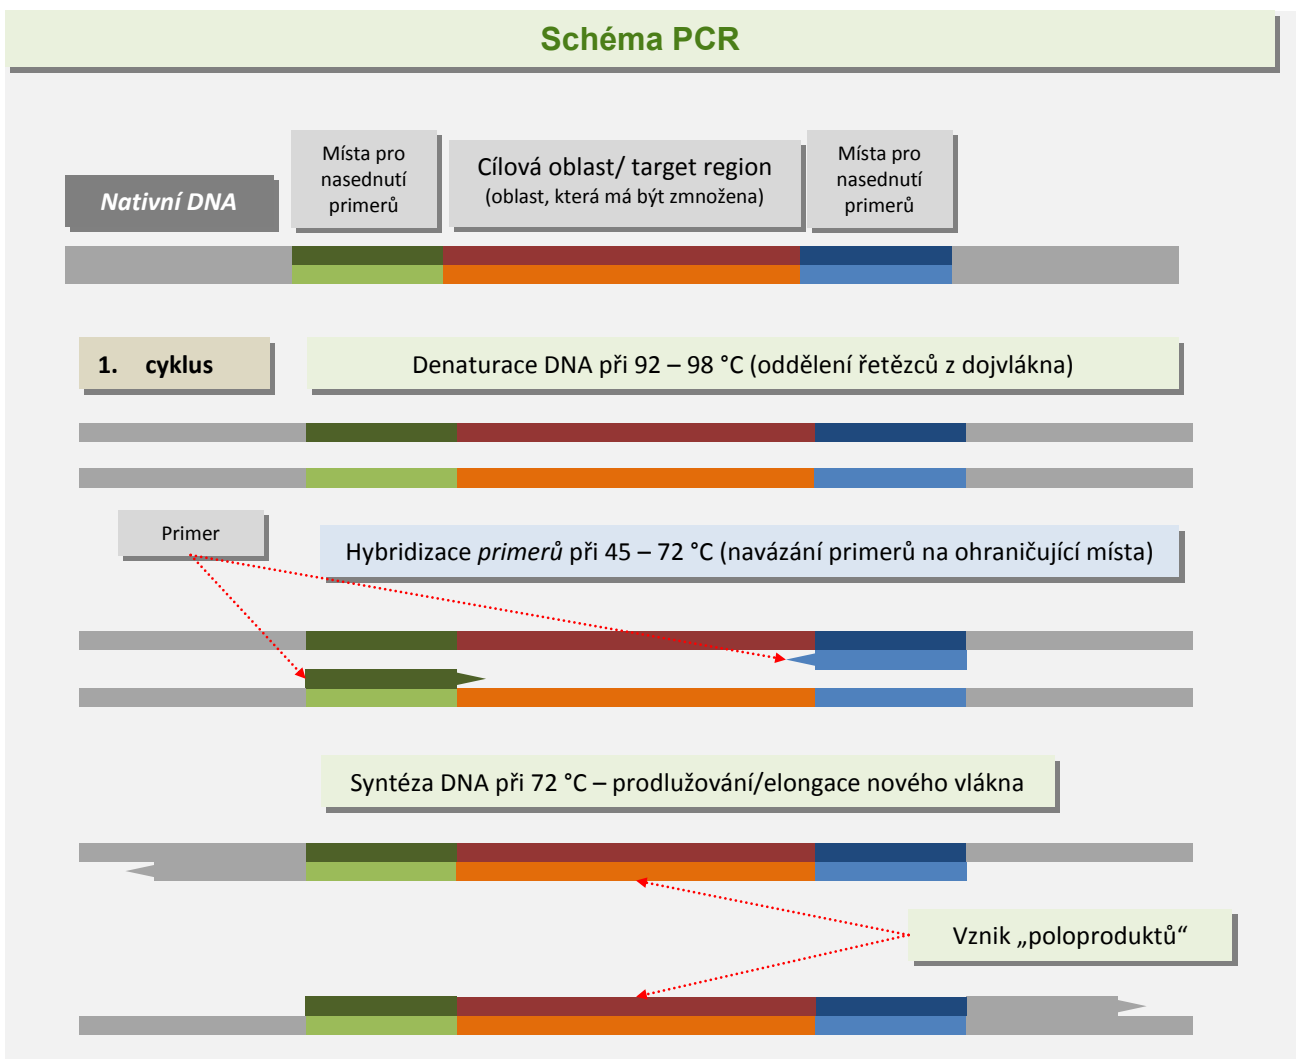 Schéma PCR
Nativní DNA
Místa pro
nasednutí
primerů
Cílová oblast/ target region
(oblast, která má být zmnožena)
Místa pro
nasednutí
primerů
1. cyklus
Denaturace DNA při 92 – 98 °C (oddělení řetězců z dojvlákna)
Primer
Hybridizace primerů při 45 – 72 °C (navázání primerů na ohraničující místa)
Syntéza DNA při 72 °C – prodlužování/elongace nového vlákna
Vznik „poloproduktů“